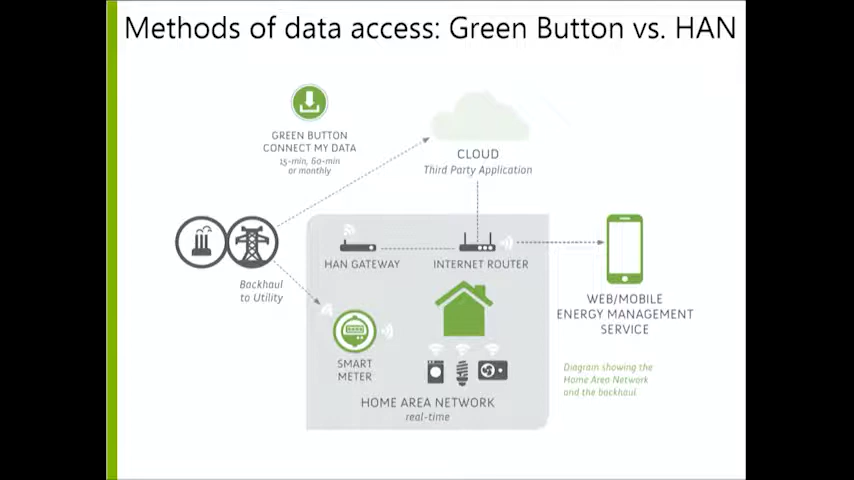 Methods of data access: Green Button vs. HAN
GREEN BUTTON
CONNECT MY DATA
15-min, 60-min
or monthly
CLOUD
Third Party Application
HAN GATEWAY
INTERNET ROUTER
Backhaul
to Utility
WEB/MOBILE
ENERGY MANAGEMENT
SERVICE
SMART
METER
Diagram showing the
Home Area Network
and the backhaul.
HOME AREA NETWORK
real-time